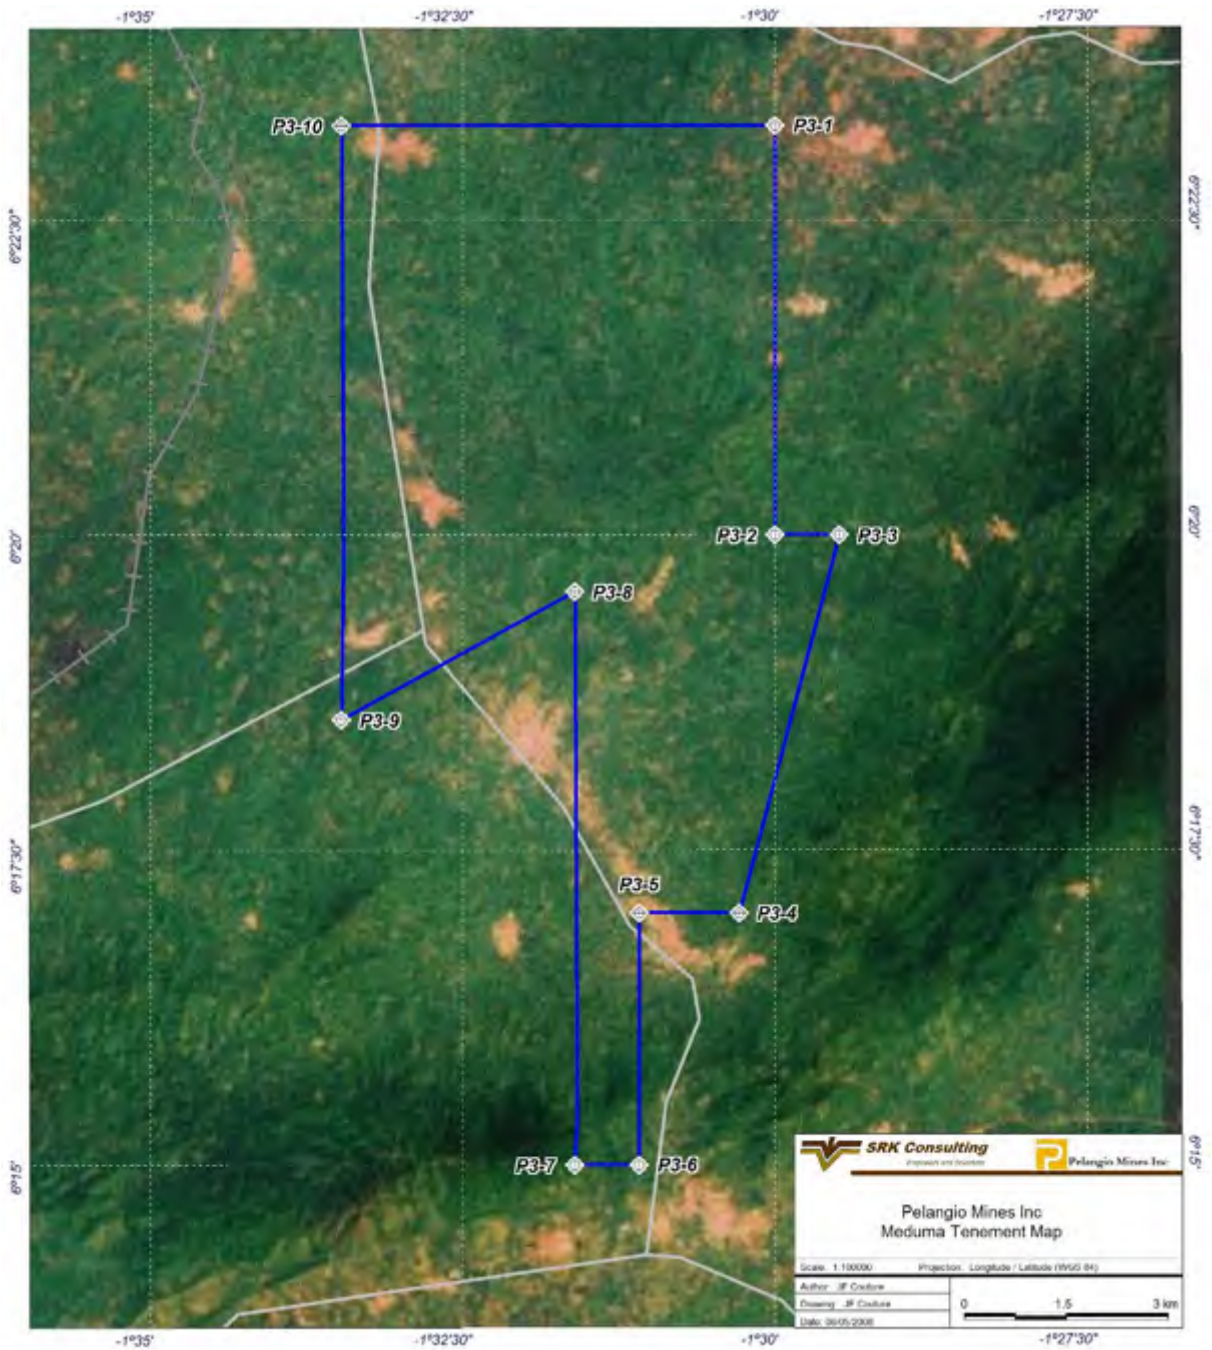 -1°35' -1°32'30" -1°30' -1°27'30"
P3-10 P3-1
6°22'30" 6°22'30"
6°20' P3-2 P3-3 6°20'
P3-8
P3-9
6°17'30" 6°17'30"
P3-5
P3-4
6°15' P3-7 P3-6 6°15'
SRK Consulting
Engineers and Scientists
Pelangio Mines Inc
Pelangio Mines Inc
Meduma Tenement Map
Scale: 1:100000 Projection: Longitude / Latitude (WGS 84)
Author: JF Couture
Drawing: JF Couture
0 1.5 3 km
-1°35' -1°32'30" -1°30' -1°27'30"